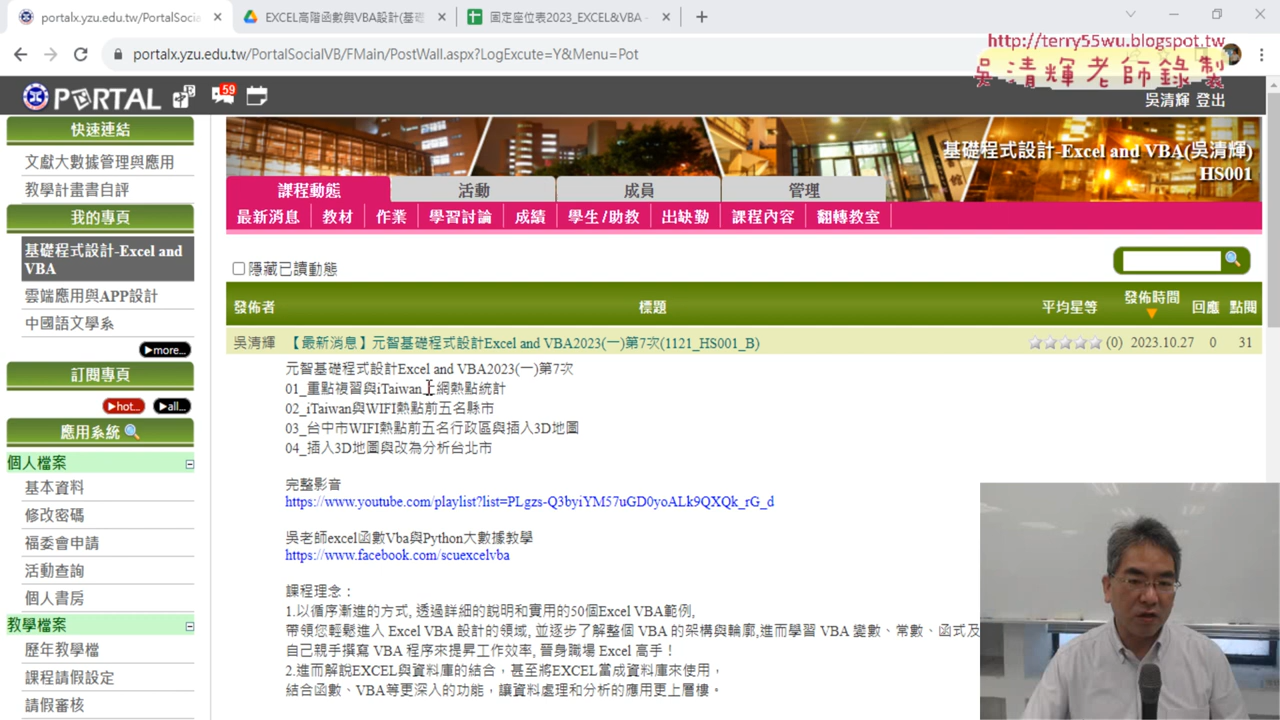 portalx.yzu.edu.tw/PortalSocia
EXCEL高階函數與VBA設計(基礎
固定座位表2023_EXCEL&VBA -
portalx.yzu.edu.tw/PortalSocialVB/FMain/PostWall.aspx?LogExcute=Y&Menu=Pot
http://terry55wu.blogspot.tw
吳清輝老師錄製
PORTAL
59
吳清輝 登出
快速連結
文獻大數據管理與應用
教學計畫書自評
我的專頁
基礎程式設計-Excel and
VBA
雲端應用與APP設計
中國語文學系
more...
訂閱專頁
hot...
all...
應用系統
個人檔案
基本資料
修改密碼
福委會申請
活動查詢
個人書房
教學檔案
歷年教學檔
課程請假設定
請假審核
基礎程式設計-Excel and VBA(吳清輝)
HS001
課程動態
活動
成員
管理
最新消息
教材
作業
學習討論
成績
學生/助教
出缺勤
課程內容
翻轉教室
隱藏已讀動態
發佈者
標題
平均星等
發佈時間
回應
點閱
吳清輝 【最新消息】元智基礎程式設計Excel and VBA2023(一)第7次(1121_HS001_B) (0) 2023.10.27 0 31
元智基礎程式設計Excel and VBA2023(一)第7次
01_重點複習與iTaiwan上網熱點統計
02_iTaiwan與WIFI熱點前五名縣市
03_台中市WIFI熱點前五名行政區與插入3D地圖
04_插入3D地圖與改為分析台北市
完整影音
https://www.youtube.com/playlist?list=PLgzs-Q3byiYM57uGD0yoALk9QXQk_rG_d
吳老師excel函數Vba與Python大數據教學
https://www.facebook.com/scuexcelvba
課程理念：
1.以循序漸進的方式, 透過詳細的說明和實用的50個Excel VBA範例,
帶領您輕鬆進入 Excel VBA 設計的領域, 並逐步了解整個 VBA 的架構與輪廓,進而學習 VBA 變數、常數、函式及
自己親手撰寫 VBA 程序來提昇工作效率, 晉身職場 Excel 高手！
2.進而解說EXCEL與資料庫的結合，甚至將EXCEL當成資料庫來使用，
結合函數、VBA等更深入的功能，讓資料處理和分析的應用更上層樓。